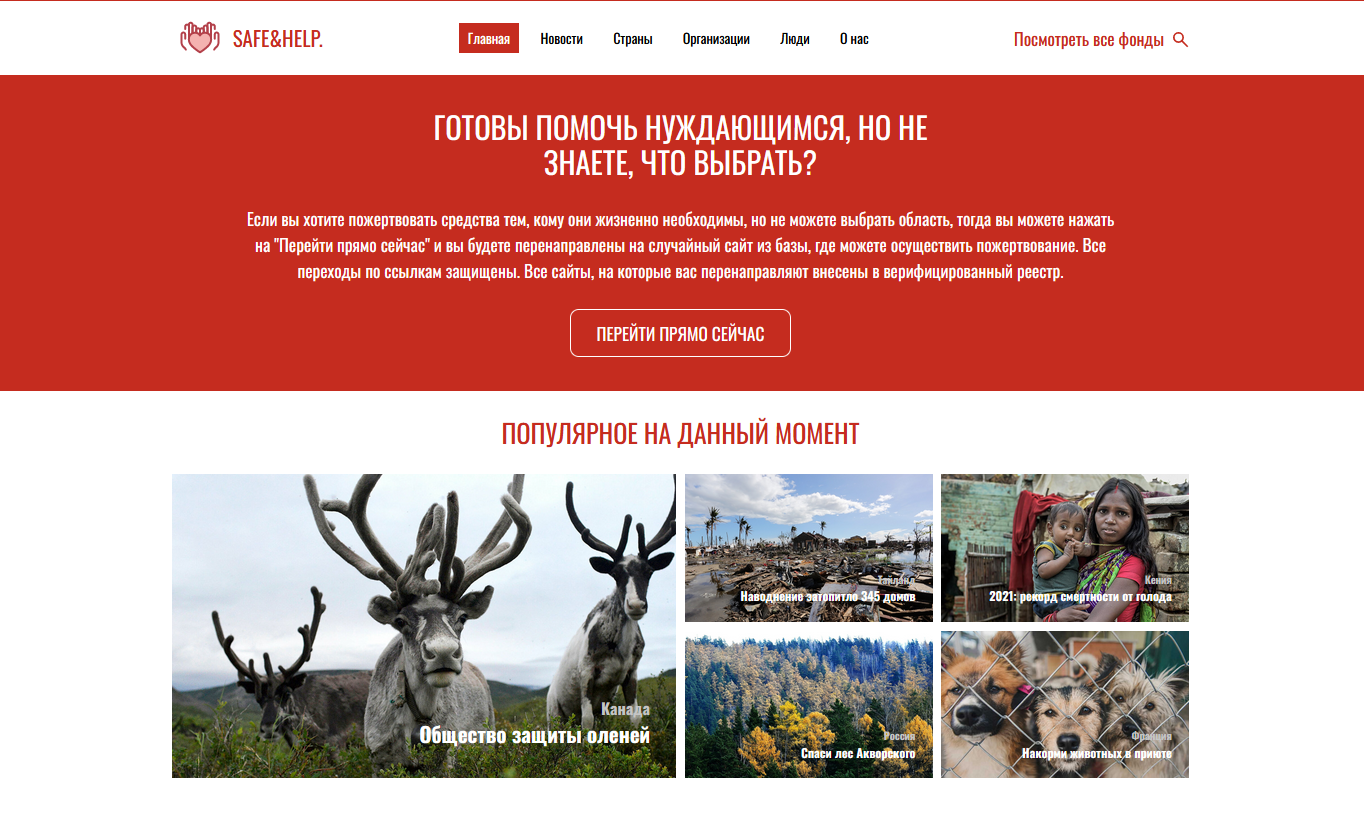 SAFE&HELP.
Главная
Новости
Страны
Организации
Люди
О нас
Посмотреть все фонды
ГОТОВЫ ПОМОЧЬ НУЖДАЮЩИМСЯ, НО НЕ
ЗНАЕТЕ, ЧТО ВЫБРАТЬ?
Если вы хотите пожертвовать средства тем, кому они жизненно необходимы, но не можете выбрать область, тогда вы можете нажать
на "Перейти прямо сейчас" и вы будете перенаправлены на случайный сайт из базы, где можете осуществить пожертвование. Все
переходы по ссылкам защищены. Все сайты, на которые вас перенаправляют внесены в верифицированный реестр.
ПЕРЕЙТИ ПРЯМО СЕЙЧАС
ПОПУЛЯРНОЕ НА ДАННЫЙ МОМЕНТ
Канада
Общество защиты оленей
Тайланд
Наводнение затопитло 345 домов
Кения
2021: рекорд смертности от голода
Россия
Спаси лес Акворского
Франция
Накорми животных в приюте